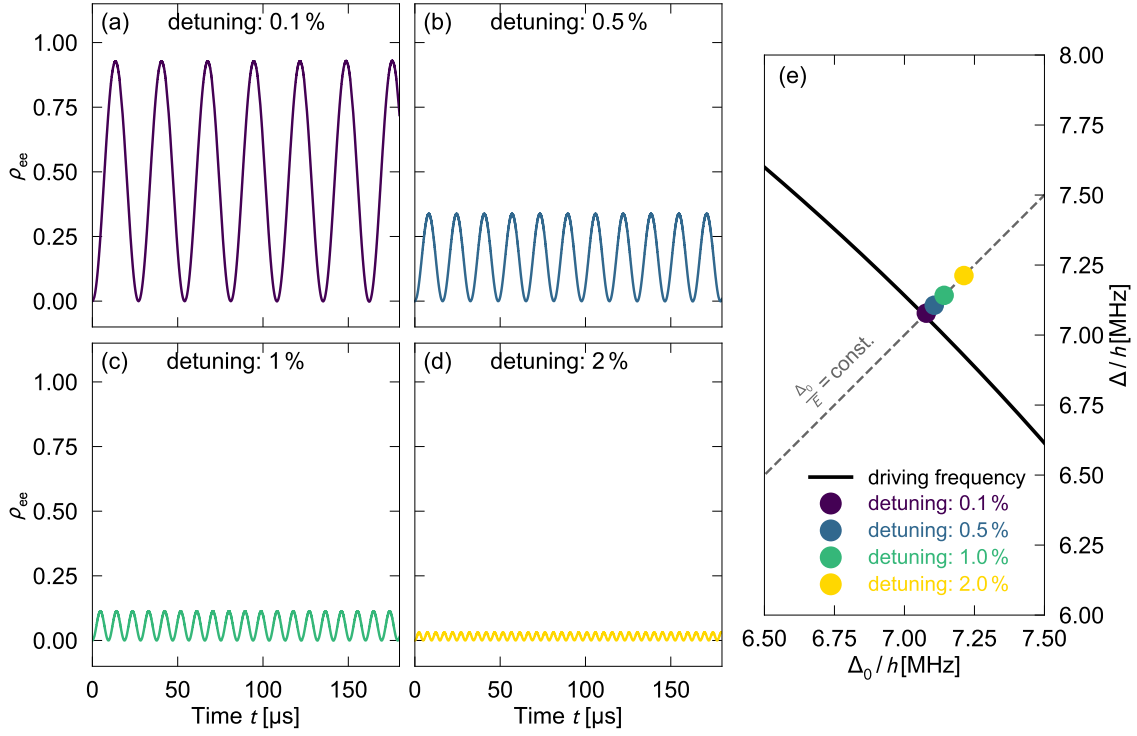 (a) detuning: 0.1 %
1.00
0.75
0.50
0.25
0.00
ρee
(b) detuning: 0.5 %
(c) detuning: 1 %
1.00
0.75
0.50
0.25
0.00
ρee
0 50 100 150
Time t [µs]
(d) detuning: 2 %
0 50 100 150
Time t [µs]
(e)
8.00
7.75
7.50
7.25
7.00
6.75
6.50
6.25
6.00
Δ / h [MHz]
Δ0/E = const.
driving frequency
detuning: 0.1 %
detuning: 0.5 %
detuning: 1.0 %
detuning: 2.0 %
6.50 6.75 7.00 7.25 7.50
Δ0 / h [MHz]